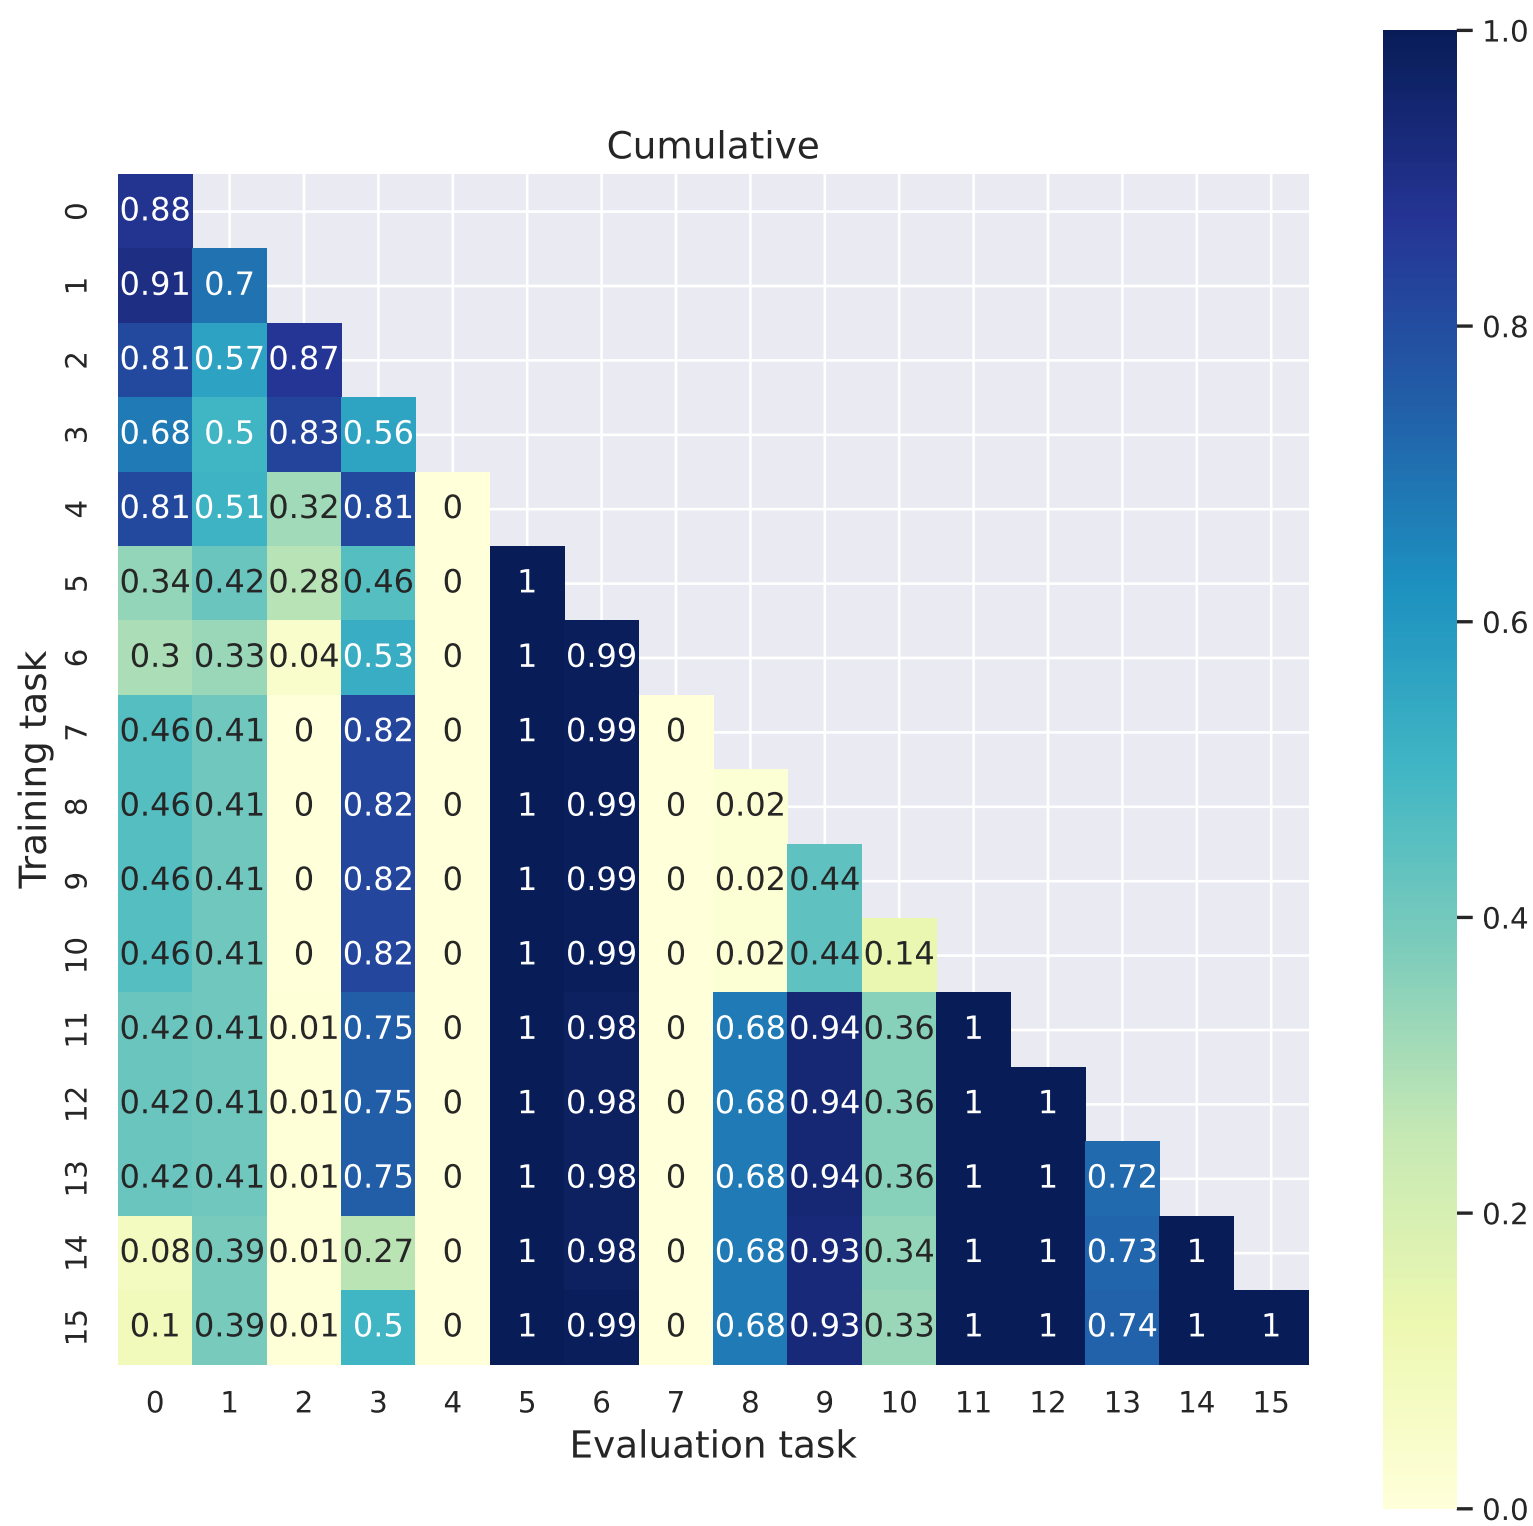 Cumulative
1.0
0.8
0.6
0.4
0.2
0.0
Training task
0 0.88
1 0.91 0.7
2 0.81 0.57 0.87
3 0.68 0.5 0.83 0.56
4 0.81 0.51 0.32 0.81 0
5 0.34 0.42 0.28 0.46 0 1
6 0.3 0.33 0.04 0.53 0 1 0.99
7 0.46 0.41 0 0.82 0 1 0.99 0
8 0.46 0.41 0 0.82 0 1 0.99 0 0.02
9 0.46 0.41 0 0.82 0 1 0.99 0 0.02 0.44
10 0.46 0.41 0 0.82 0 1 0.99 0 0.02 0.44 0.14
11 0.42 0.41 0.01 0.75 0 1 0.98 0 0.68 0.94 0.36 1
12 0.42 0.41 0.01 0.75 0 1 0.98 0 0.68 0.94 0.36 1 1
13 0.42 0.41 0.01 0.75 0 1 0.98 0 0.68 0.94 0.36 1 1 0.72
14 0.08 0.39 0.01 0.27 0 1 0.98 0 0.68 0.93 0.34 1 1 0.73 1
15 0.1 0.39 0.01 0.5 0 1 0.99 0 0.68 0.93 0.33 1 1 0.74 1 1
0 1 2 3 4 5 6 7 8 9 10 11 12 13 14 15
Evaluation task